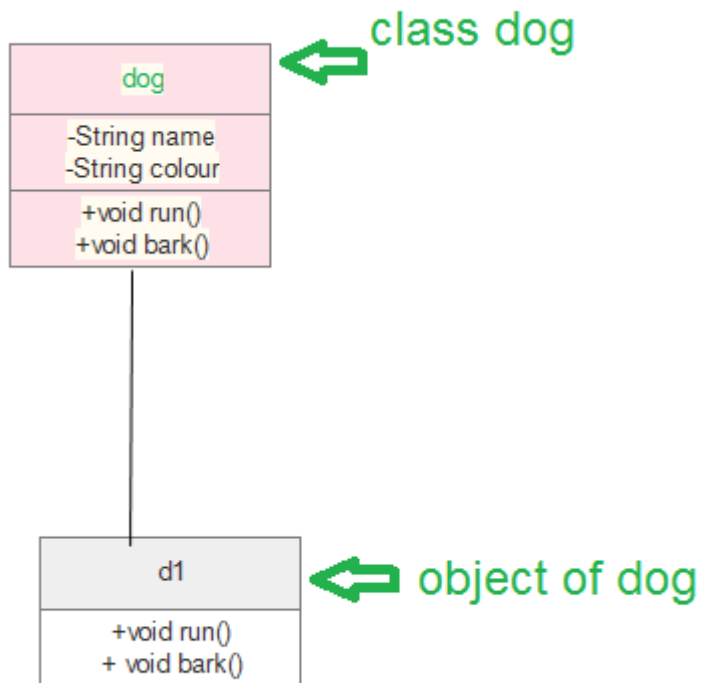 class dog
dog
-String name
-String colour
+void run()
+void bark()
d1
object of dog
+void run()
+ void bark()